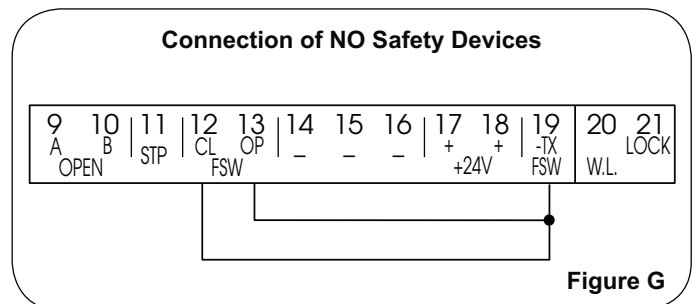 Connection of NO Safety Devices
9 10 11 12 13 14 15 16 17 18 19 20 21
A B STP CL OP _ _ _ + + -TX LOCK
OPEN FSW +24V FSW W.L.
Figure G